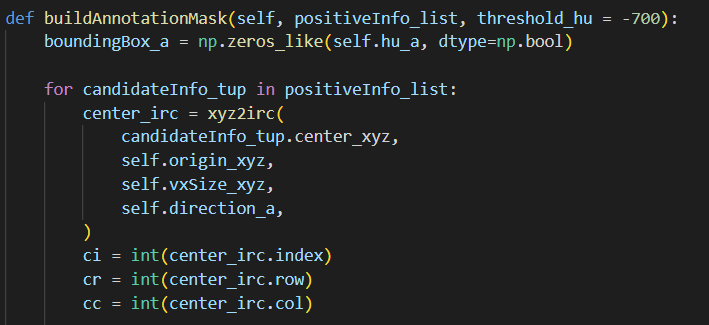 def buildAnnotationMask(self, positiveInfo_list, threshold_hu = -700):
    boundingBox_a = np.zeros_like(self.hu_a, dtype=np.bool)

    for candidateInfo_tup in positiveInfo_list:
        center_irc = xyz2irc(
            candidateInfo_tup.center_xyz,
            self.origin_xyz,
            self.vxSize_xyz,
            self.direction_a,
        )
        ci = int(center_irc.index)
        cr = int(center_irc.row)
        cc = int(center_irc.col)